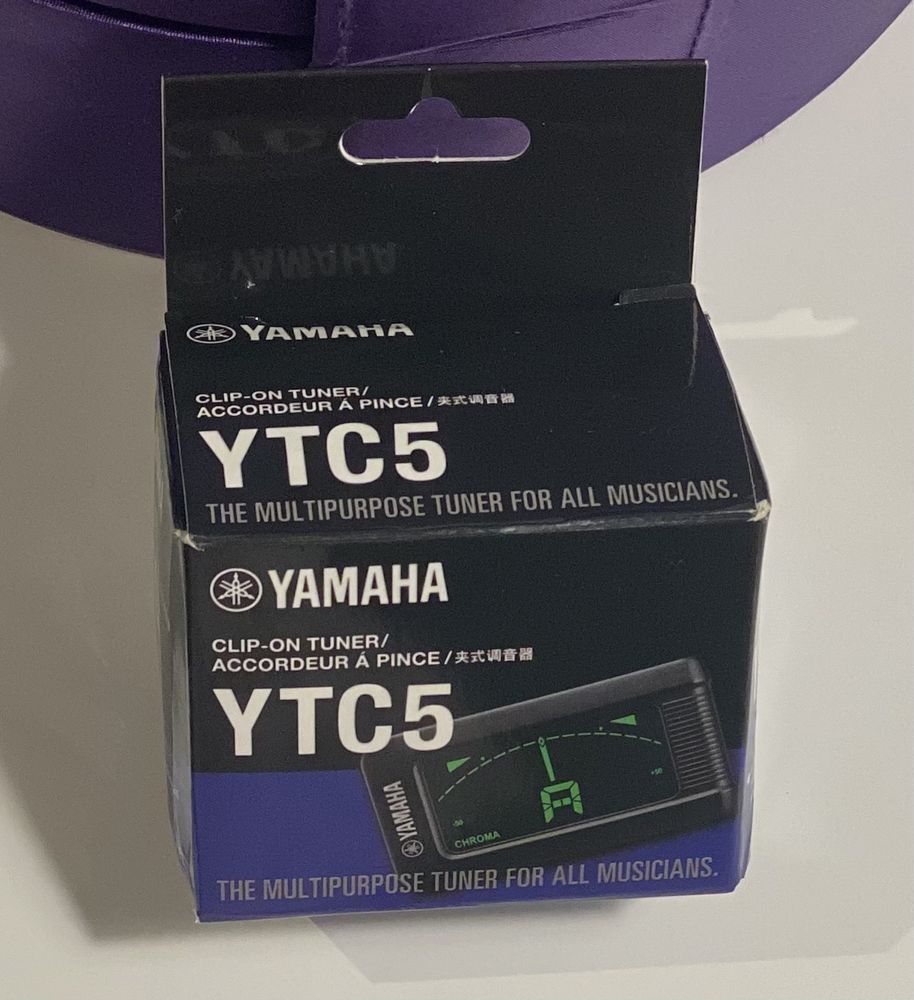 YAMAHA
YAMAHA
CLIP-ON TUNER/
ACCORDEUR Á PINCE / 夹式调音器
YTC5
THE MULTIPURPOSE TUNER FOR ALL MUSICIANS.
YAMAHA
CLIP-ON TUNER/
ACCORDEUR Á PINCE / 夹式调音器
YTC5
-50
+50
A
CHROMA
YAMAHA
THE MULTIPURPOSE TUNER FOR ALL MUSICIANS.